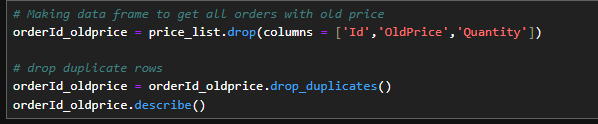 # Making data frame to get all orders with old price
orderId_oldprice = price_list.drop(columns = ['Id','OldPrice','Quantity'])
# drop duplicate rows
orderId_oldprice = orderId_oldprice.drop_duplicates()
orderId_oldprice.describe()